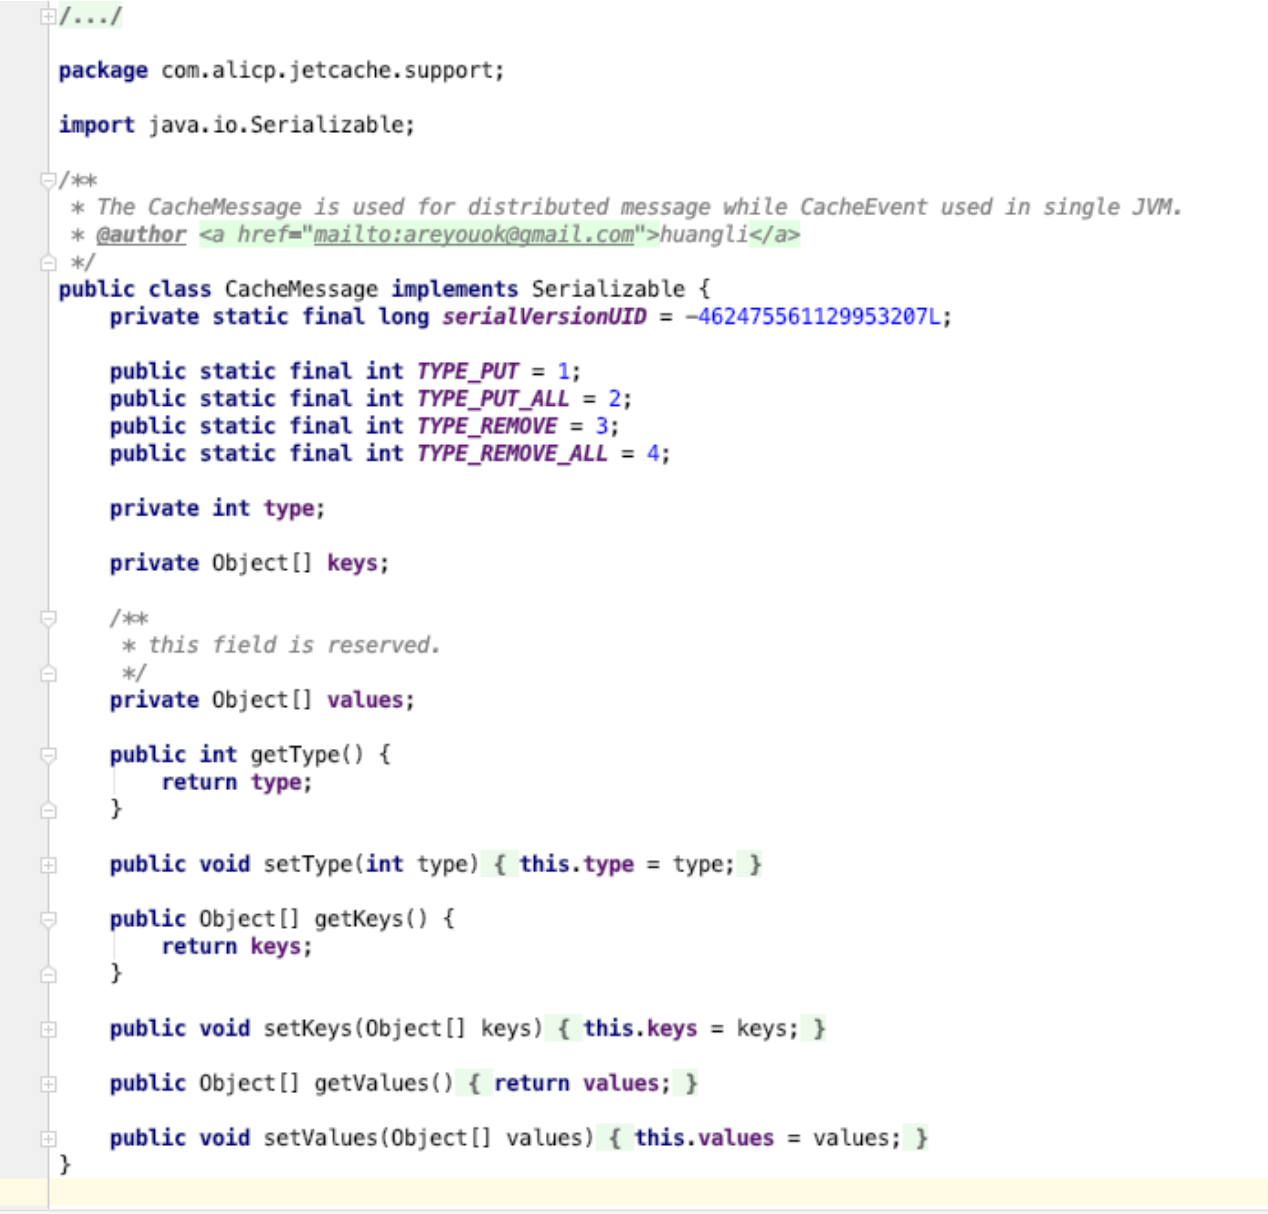 /.../
package com.alicp.jetcache.support;
import java.io.Serializable;
/**
 * The CacheMessage is used for distributed message while CacheEvent used in single JVM.
 * @author <a href="mailto:areyouok@gmail.com">huangli</a>
 */
public class CacheMessage implements Serializable {
    private static final long serialVersionUID = -462475561129953207L;
    public static final int TYPE_PUT = 1;
    public static final int TYPE_PUT_ALL = 2;
    public static final int TYPE_REMOVE = 3;
    public static final int TYPE_REMOVE_ALL = 4;
    private int type;
    private Object[] keys;
    /**
     * this field is reserved.
     */
    private Object[] values;
    public int getType() {
        return type;
    }
    public void setType(int type) { this.type = type; }
    public Object[] getKeys() {
        return keys;
    }
    public void setKeys(Object[] keys) { this.keys = keys; }
    public Object[] getValues() { return values; }
    public void setValues(Object[] values) { this.values = values; }
}